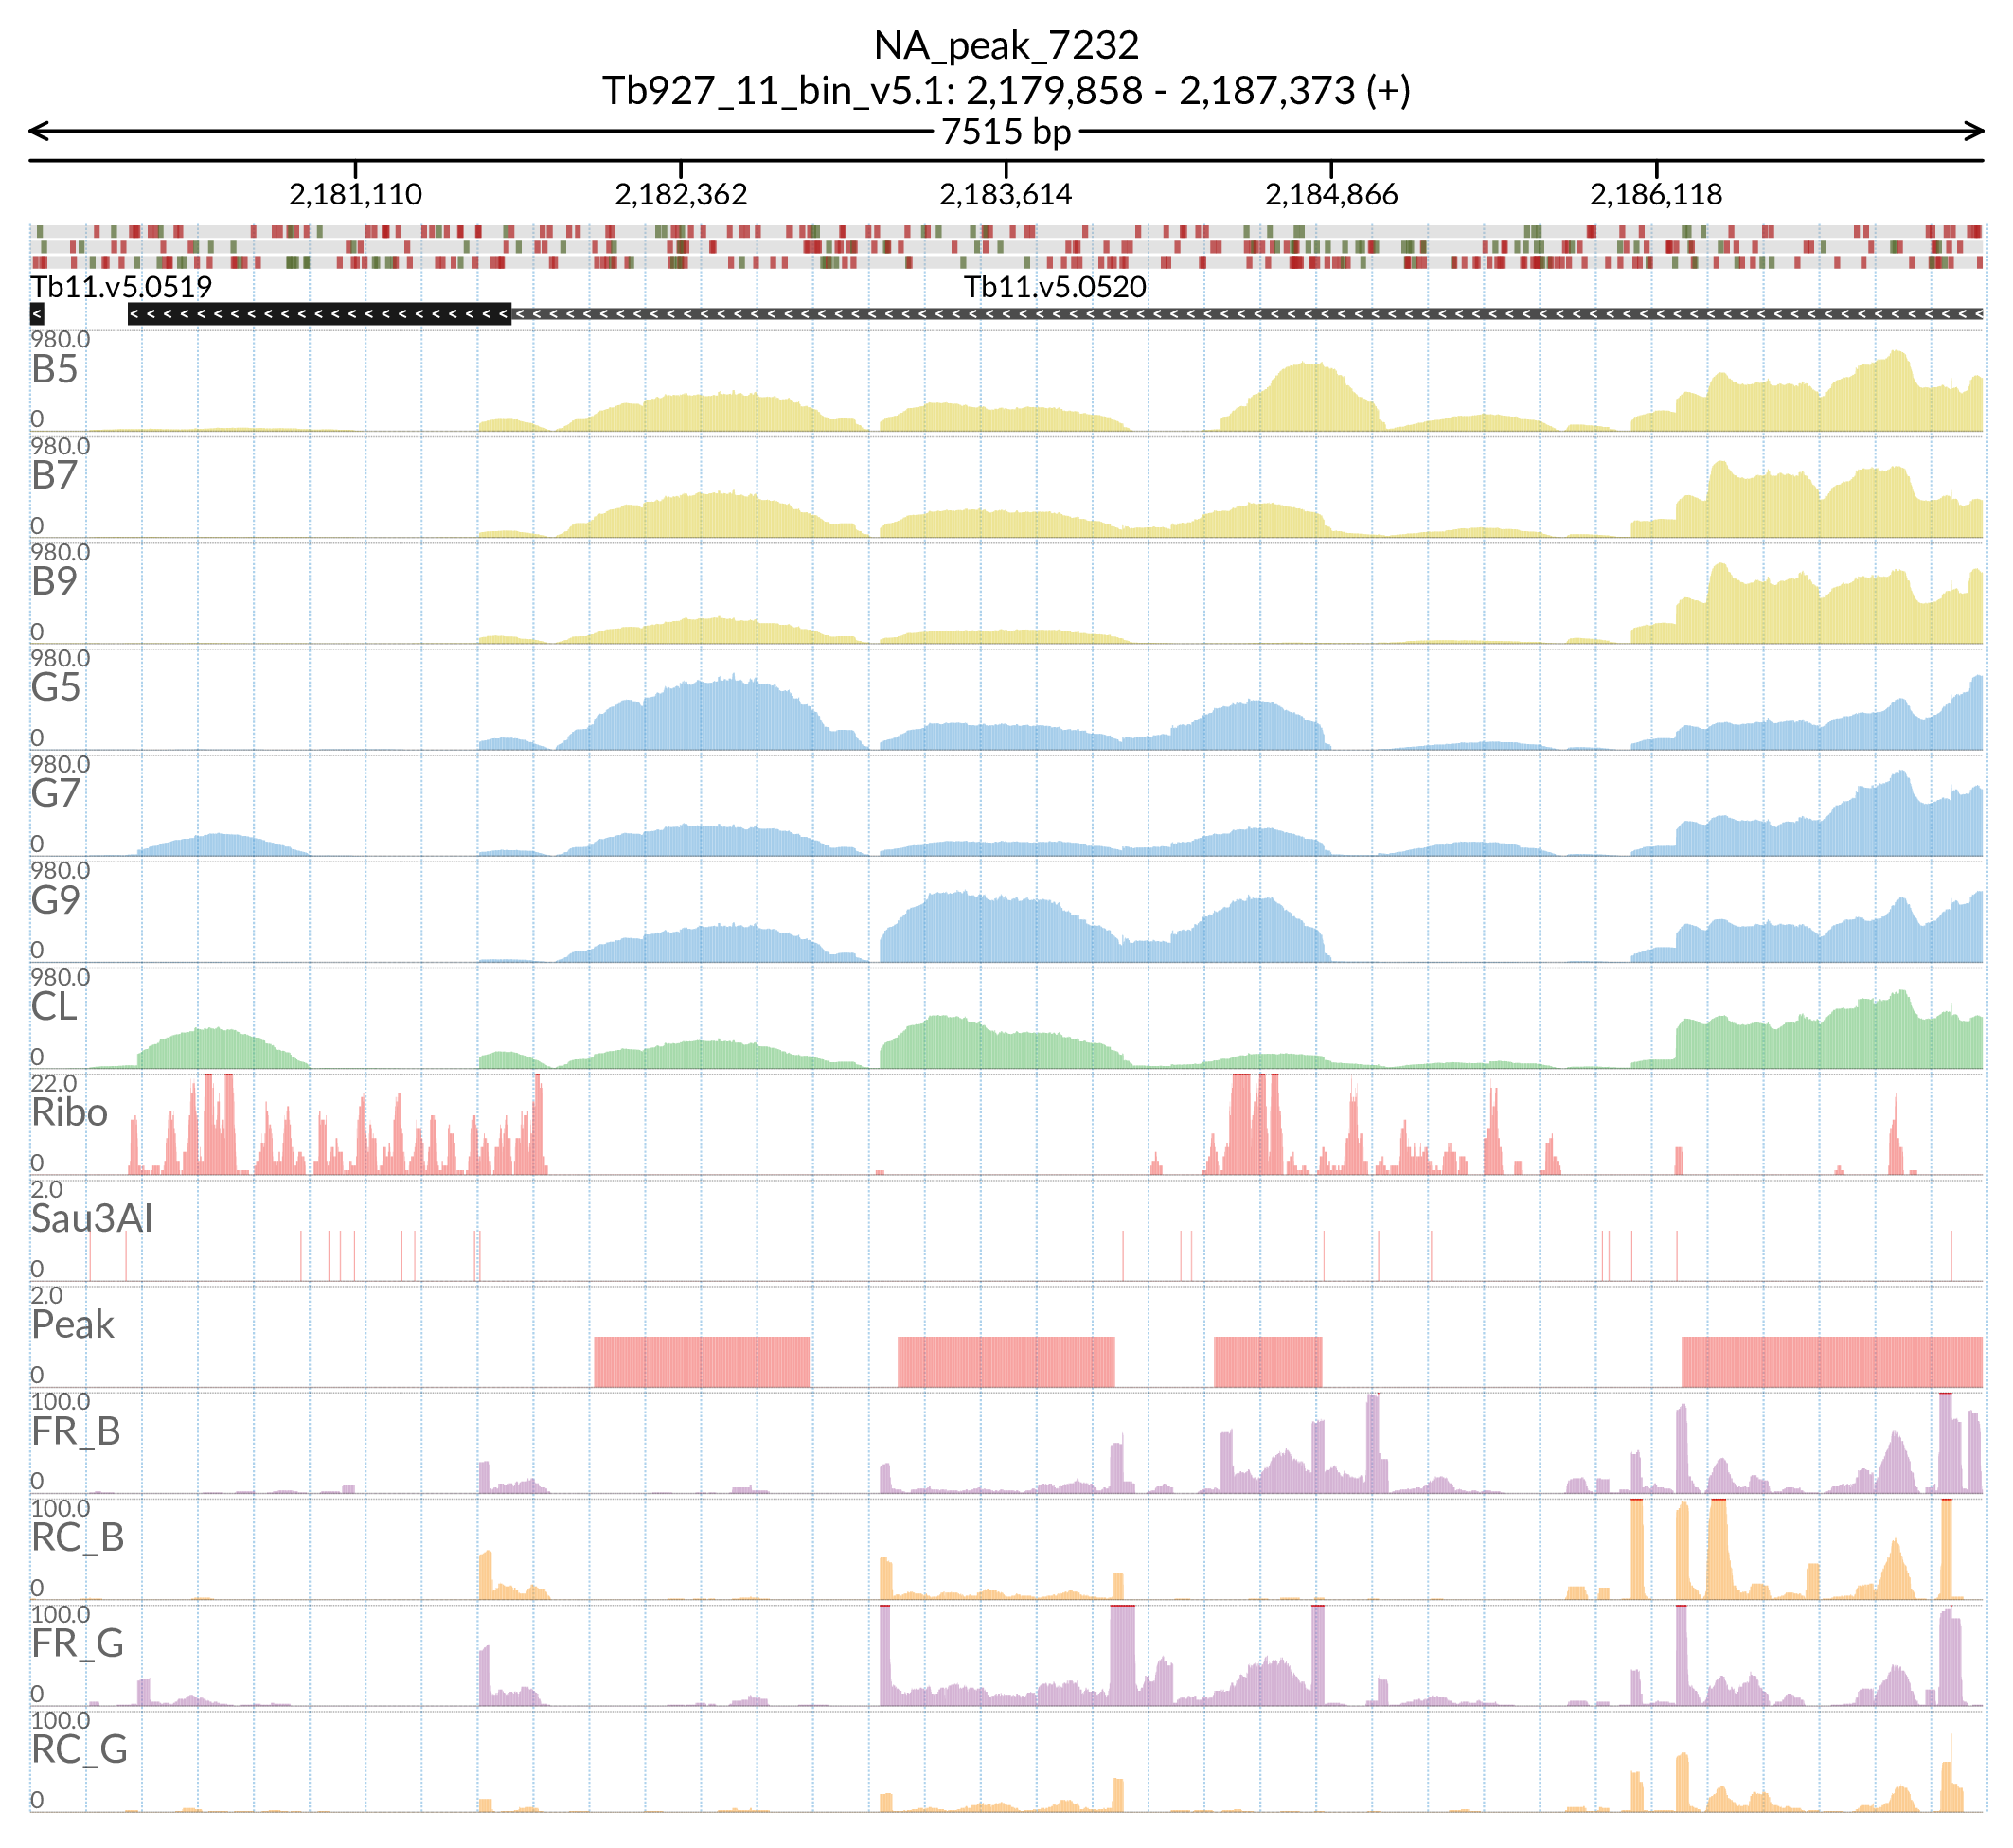 NA_peak_7232
Tb927_11_bin_v5.1: 2,179,858 - 2,187,373 (+)
7515 bp
2,181,110 2,182,362 2,183,614 2,184,866 2,186,118
Tb11.v5.0519 Tb11.v5.0520
980.0
B5
0
980.0
B7
0
980.0
B9
0
980.0
G5
0
980.0
G7
0
980.0
G9
0
980.0
CL
0
22.0
Ribo
0
2.0
Sau3AI
0
2.0
Peak
0
100.0
FR_B
0
100.0
RC_B
0
100.0
FR_G
0
100.0
RC_G
0